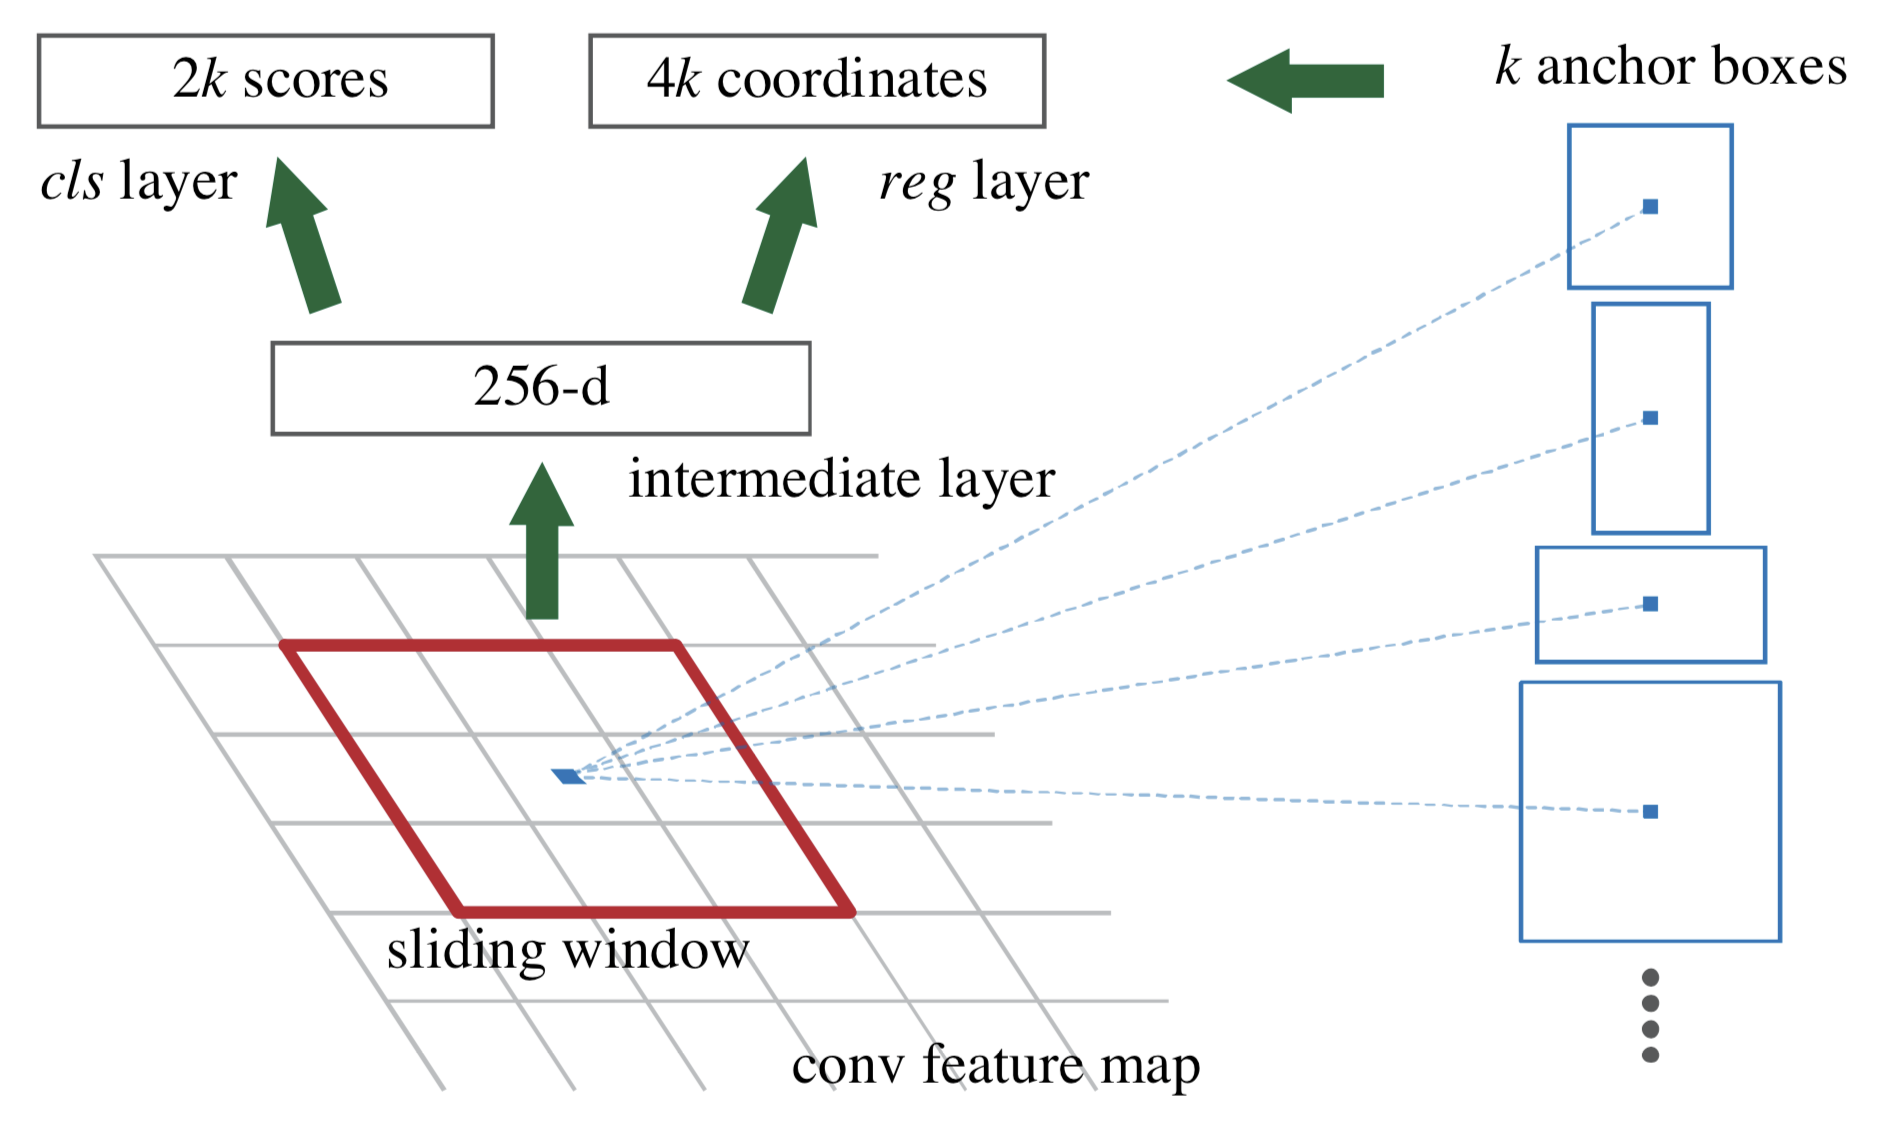 2k scores
4k coordinates
k anchor boxes
cls layer
reg layer
256-d
intermediate layer
sliding window
conv feature map